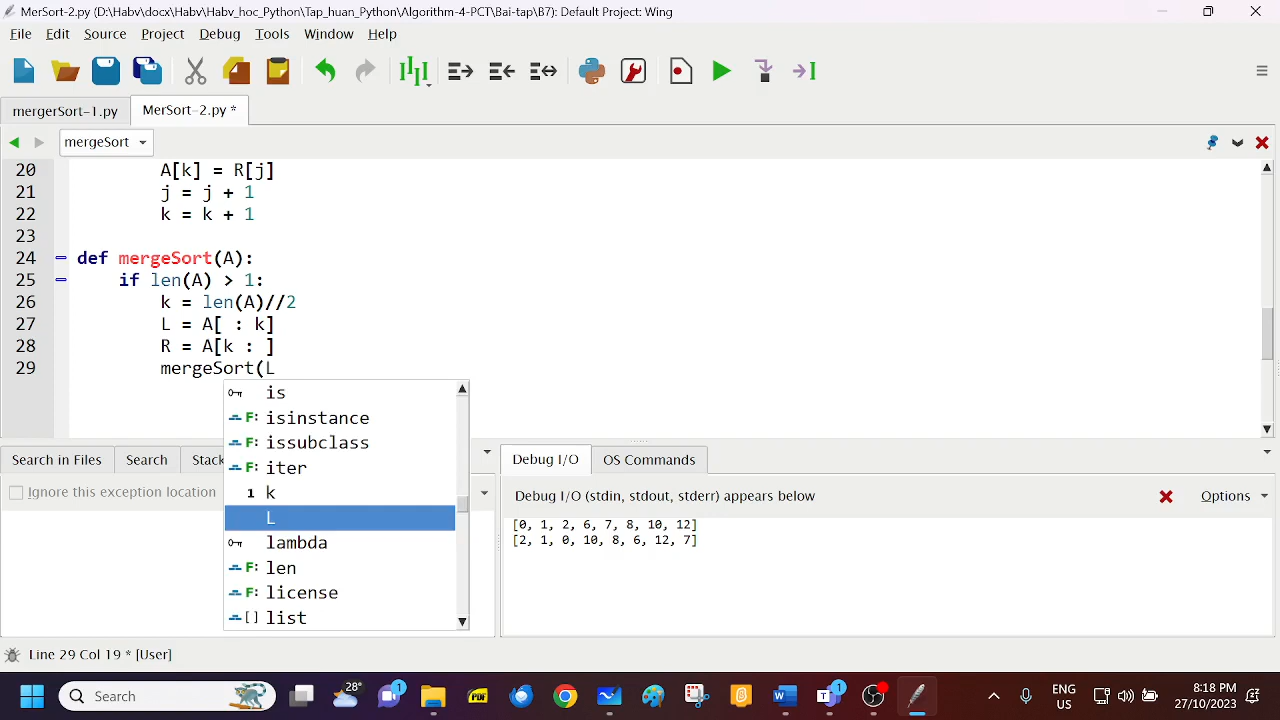 MerSort-2.py (D:\Habv\docx\Habv\Habv_hoc_Python\Tap_huan_Python\Algorithm-4-PCT\Bai-tap\B7): Default Project: Wing
File Edit Source Project Debug Tools Window Help
mergerSort-1.py MerSort-2.py *
mergeSort
20 A[k] = R[j]
21 j = j + 1
22 k = k + 1
23
24 def mergeSort(A):
25 if len(A) > 1:
26 k = len(A)//2
27 L = A[ : k]
28 R = A[k : ]
29 mergeSort(L
is
F: isinstance
F: issubclass
F: iter
1 k
L
lambda
F: len
F: license
[] list
Search in Files Search Stack
Ignore this exception location
Debug I/O OS Commands
Debug I/O (stdin, stdout, stderr) appears below Options
[0, 1, 2, 6, 7, 8, 10, 12]
[2, 1, 0, 10, 8, 6, 12, 7]
Line 29 Col 19 * [User]
Search 28° 1 PDF 1 ENG US 8:18 PM 27/10/2023